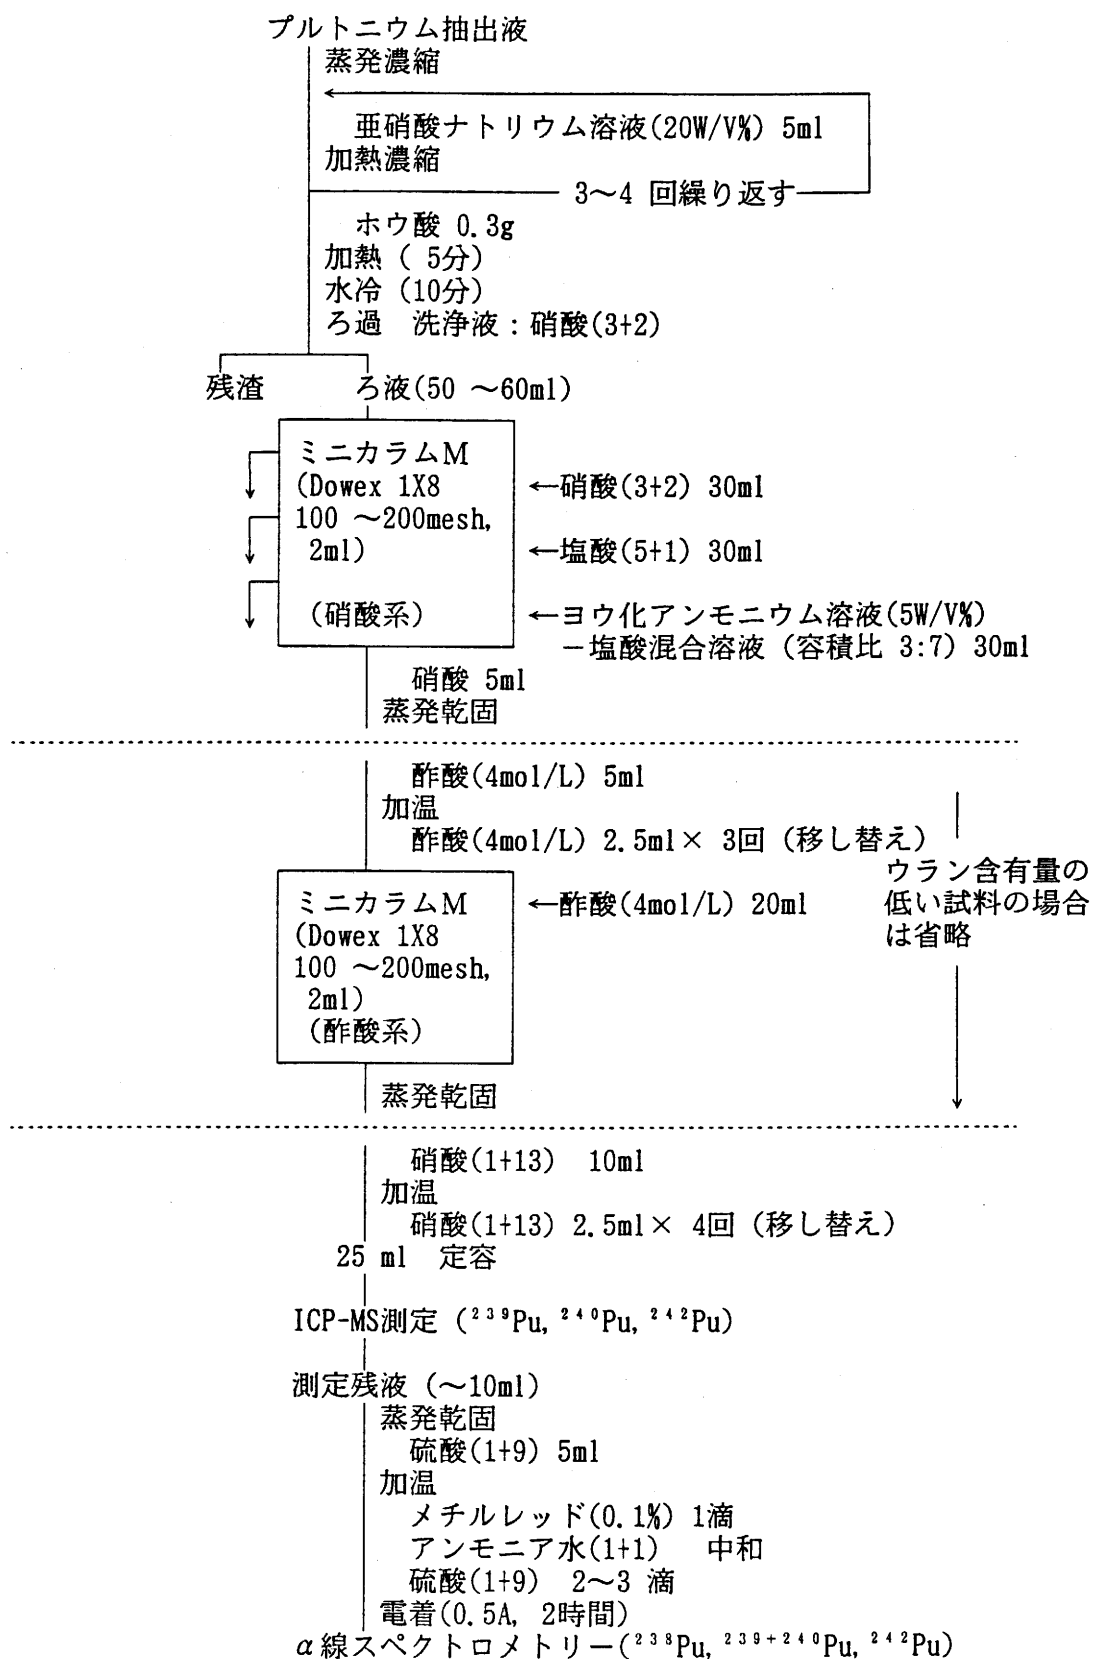 プルトニウム抽出液
蒸発濃縮
亜硝酸ナトリウム溶液(20W/V%) 5ml
加熱濃縮
3～4 回繰り返す
ホウ酸 0.3g
加熱 ( 5分)
水冷 (10分)
ろ過 洗浄液：硝酸(3+2)
残渣 ろ液(50 ～60ml)
ミニカラムM
(Dowex 1X8 ←硝酸(3+2) 30ml
100 ～200mesh,
2ml) ←塩酸(5+1) 30ml
(硝酸系) ←ヨウ化アンモニウム溶液(5W/V%)
－塩酸混合溶液 (容積比 3:7) 30ml
硝酸 5ml
蒸発乾固
酢酸(4mol/L) 5ml
加温
酢酸(4mol/L) 2.5ml× 3回 (移し替え)
ウラン含有量の
低い試料の場合
は省略
ミニカラムM ←酢酸(4mol/L) 20ml
(Dowex 1X8
100 ～200mesh,
2ml)
(酢酸系)
蒸発乾固
硝酸(1+13) 10ml
加温
硝酸(1+13) 2.5ml× 4回 (移し替え)
25 ml 定容
ICP-MS測定 (²³⁹Pu, ²⁴⁰Pu, ²⁴²Pu)
測定残液 (～10ml)
蒸発乾固
硫酸(1+9) 5ml
加温
メチルレッド(0.1%) 1滴
アンモニア水(1+1) 中和
硫酸(1+9) 2～3 滴
電着(0.5A, 2時間)
α線スペクトロメトリー(²³⁸Pu, ²³⁹⁺²⁴⁰Pu, ²⁴²Pu)